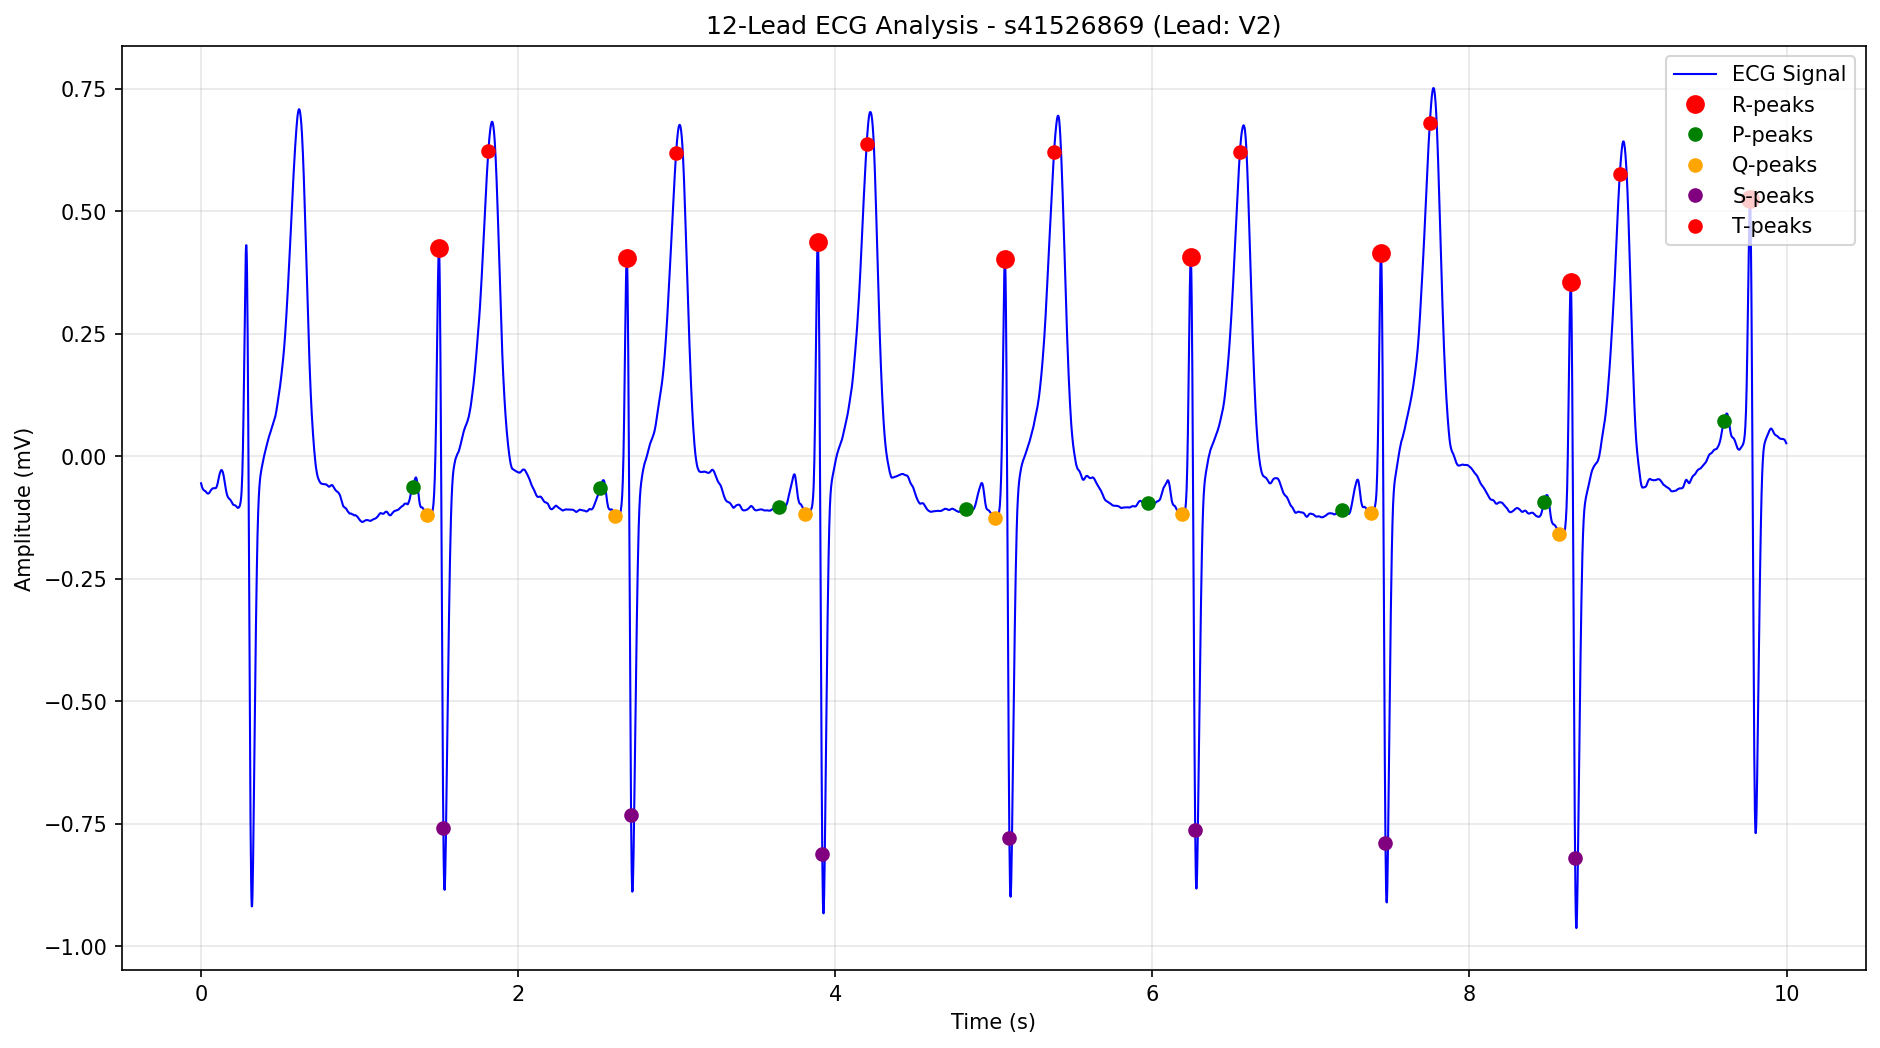 12-Lead ECG Analysis - s41526869 (Lead: V2)
ECG Signal
R-peaks
P-peaks
Q-peaks
S-peaks
T-peaks
Amplitude (mV)
0.75
0.50
0.25
0.00
−0.25
−0.50
−0.75
−1.00
0 2 4 6 8 10
Time (s)